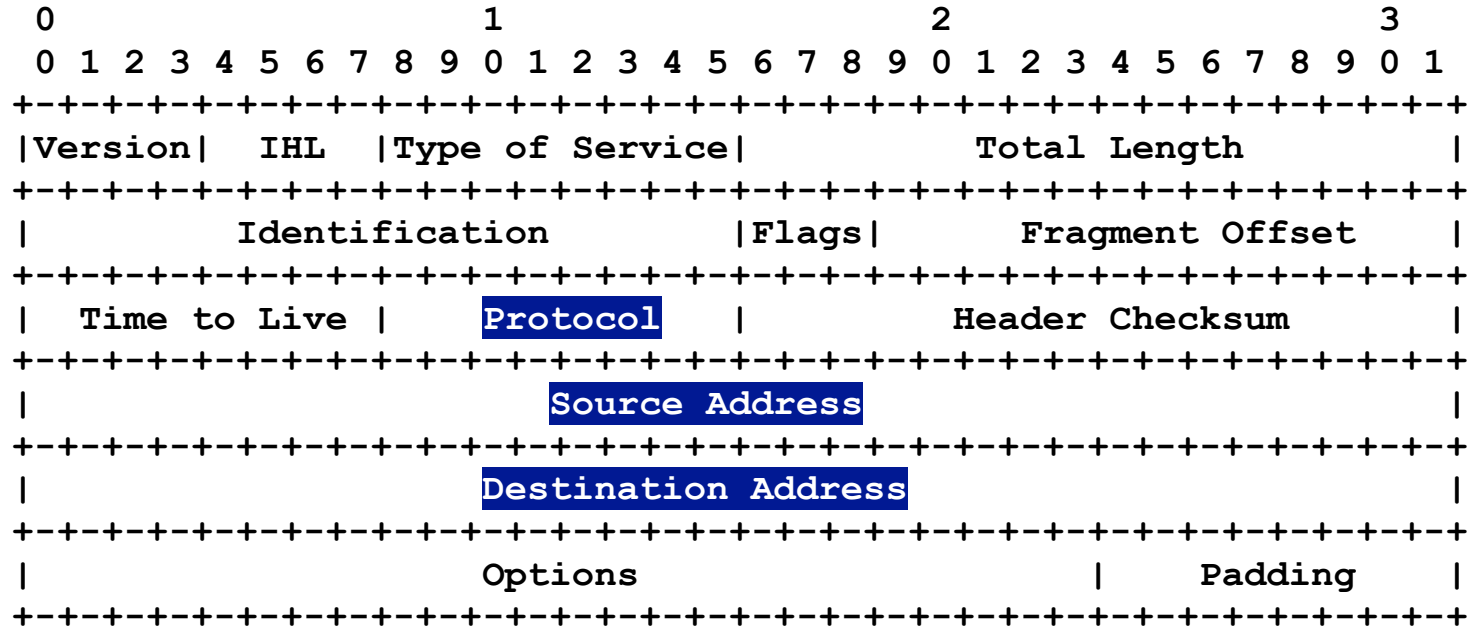 0                   1                   2                   3
 0 1 2 3 4 5 6 7 8 9 0 1 2 3 4 5 6 7 8 9 0 1 2 3 4 5 6 7 8 9 0 1
+-+-+-+-+-+-+-+-+-+-+-+-+-+-+-+-+-+-+-+-+-+-+-+-+-+-+-+-+-+-+-+-+
|Version|  IHL  |Type of Service|          Total Length         |
+-+-+-+-+-+-+-+-+-+-+-+-+-+-+-+-+-+-+-+-+-+-+-+-+-+-+-+-+-+-+-+-+
|         Identification        |Flags|      Fragment Offset    |
+-+-+-+-+-+-+-+-+-+-+-+-+-+-+-+-+-+-+-+-+-+-+-+-+-+-+-+-+-+-+-+-+
|  Time to Live |    Protocol   |         Header Checksum       |
+-+-+-+-+-+-+-+-+-+-+-+-+-+-+-+-+-+-+-+-+-+-+-+-+-+-+-+-+-+-+-+-+
|                       Source Address                          |
+-+-+-+-+-+-+-+-+-+-+-+-+-+-+-+-+-+-+-+-+-+-+-+-+-+-+-+-+-+-+-+-+
|                    Destination Address                        |
+-+-+-+-+-+-+-+-+-+-+-+-+-+-+-+-+-+-+-+-+-+-+-+-+-+-+-+-+-+-+-+-+
|                    Options                    |    Padding    |
+-+-+-+-+-+-+-+-+-+-+-+-+-+-+-+-+-+-+-+-+-+-+-+-+-+-+-+-+-+-+-+-+